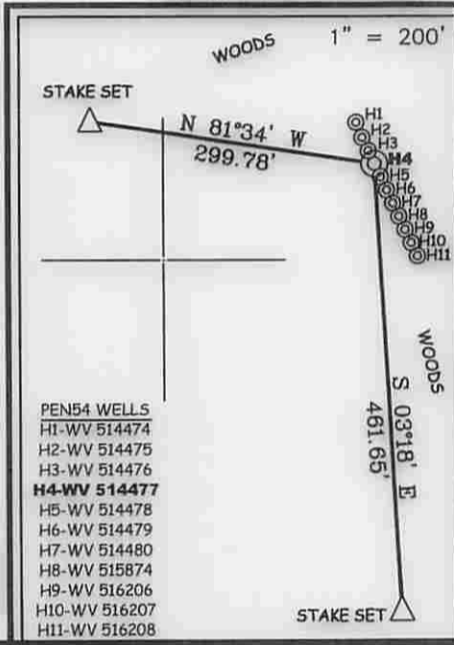 WOODS
1" = 200'
STAKE SET
N 81°34' W
299.78'
H1
H2
H3
H4
H5
H6
H7
H8
H9
H10
H11
WOODS
S 03°18' E
461.65'
PEN54 WELLS
H1-WV 514474
H2-WV 514475
H3-WV 514476
H4-WV 514477
H5-WV 514478
H6-WV 514479
H7-WV 514480
H8-WV 515874
H9-WV 516206
H10-WV 516207
H11-WV 516208
STAKE SET